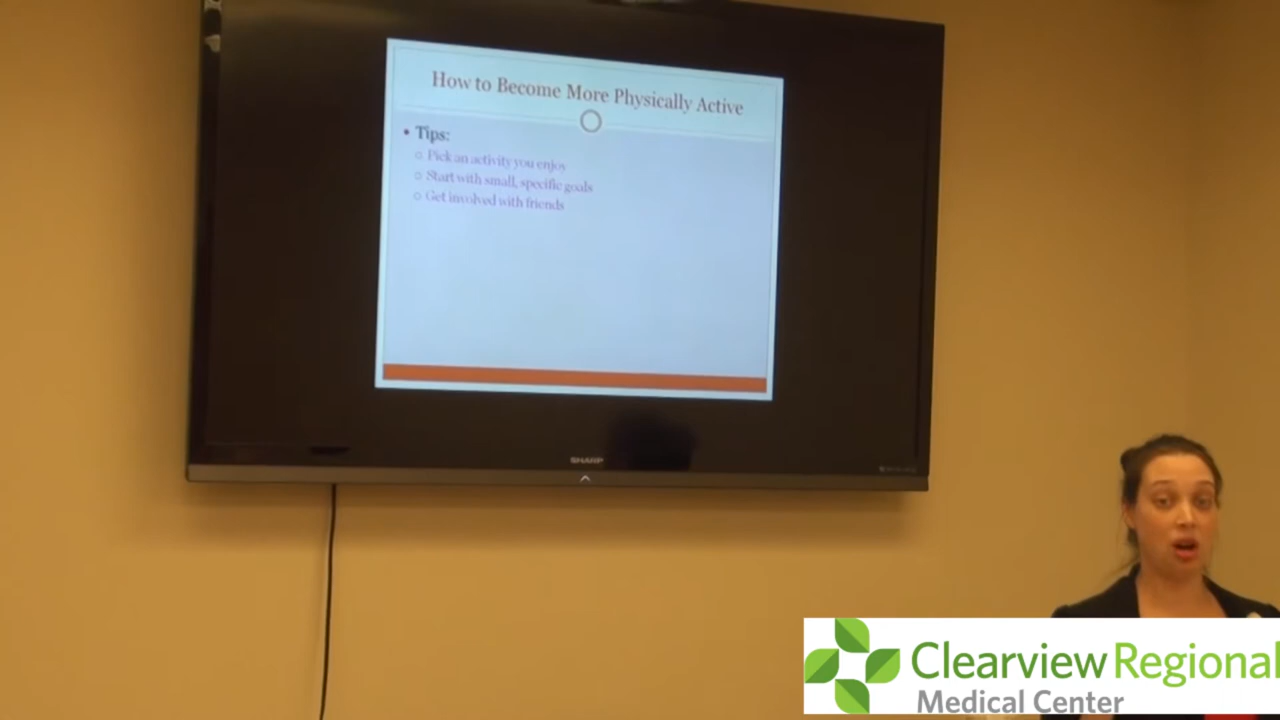 How to Become More Physically Active
• Tips:
○ Pick an activity you enjoy
○ Start with small, specific goals
○ Get involved with friends
SHARP
Clearview Regional
Medical Center